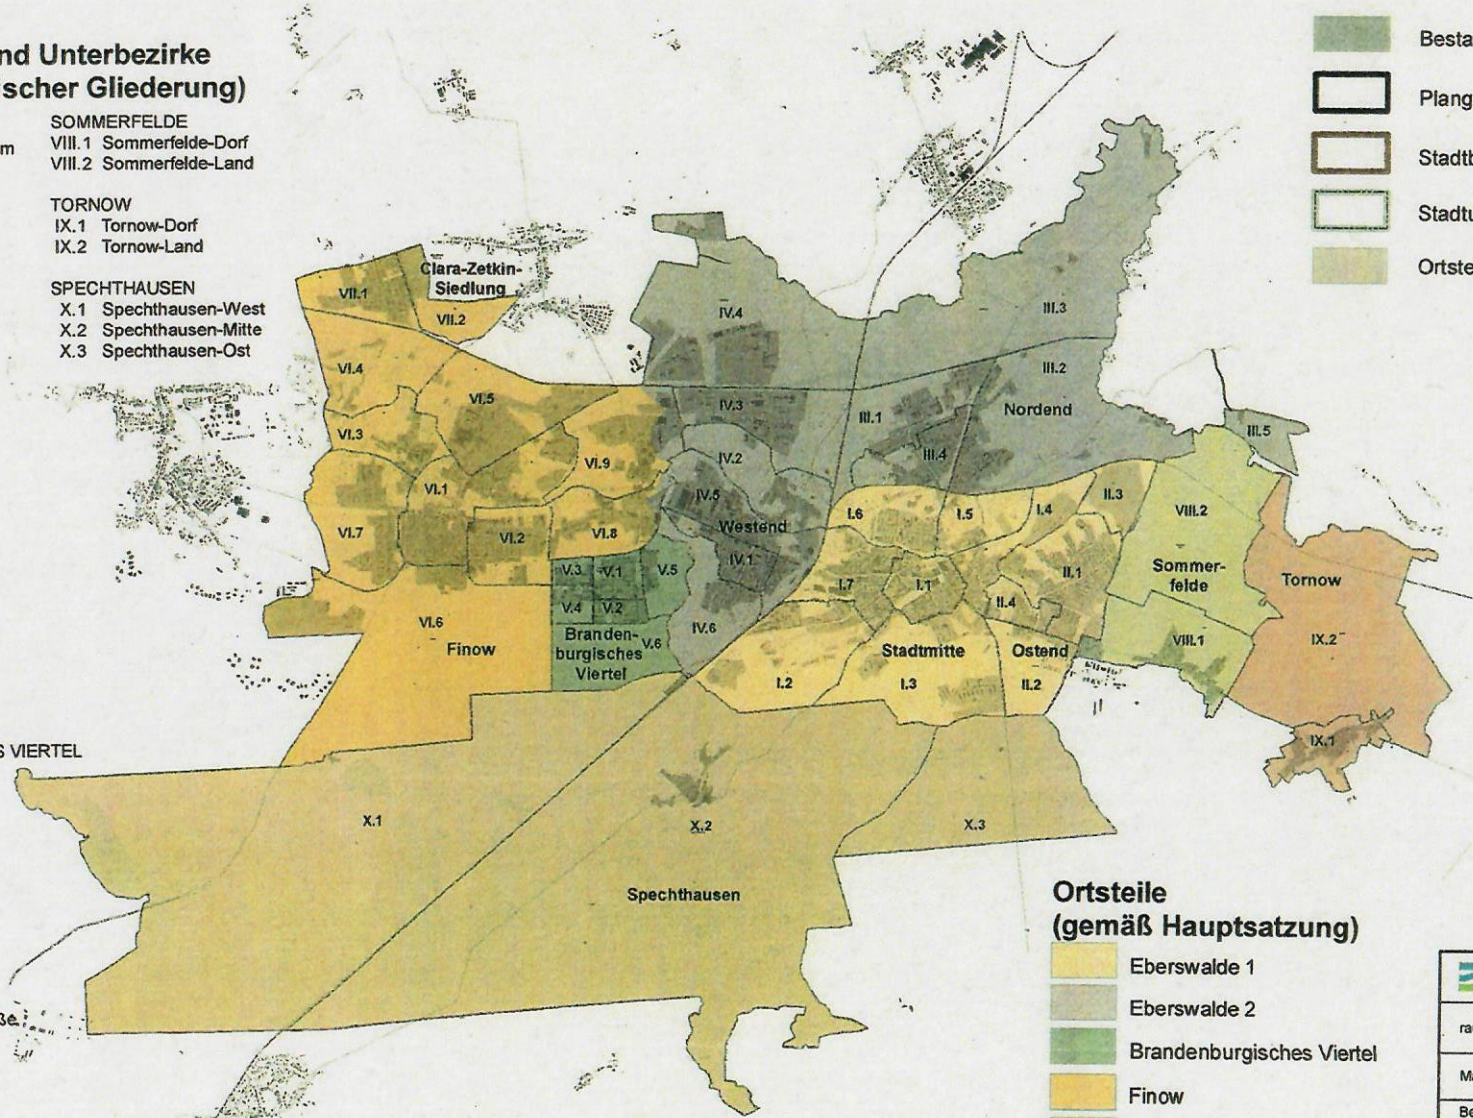 nd Unterbezirke
scher Gliederung)
m
SOMMERFELDE
VIII.1 Sommerfelde-Dorf
VIII.2 Sommerfelde-Land
TORNOW
IX.1 Tornow-Dorf
IX.2 Tornow-Land
SPECHTHAUSEN
X.1 Spechthausen-West
X.2 Spechthausen-Mitte
X.3 Spechthausen-Ost
S VIERTEL
ße
Besta
Plang
Stadtb
Stadtu
Ortste
Clara-Zetkin-
Siedlung
VII.1
VII.2
VI.4
VI.5
VI.3
VI.9
VI.1
VI.7
VI.2
VI.8
VI.6
Finow
V.3
V.1
V.5
V.4
V.2
V.6
Branden-
burgisches
Viertel
IV.4
IV.3
IV.2
IV.5
Westend
IV.1
IV.6
III.3
III.2
III.1
Nordend
III.4
III.5
I.6
I.5
I.4
II.3
I.7
I.1
II.1
II.4
Stadtmitte
Ostend
I.2
I.3
II.2
VIII.2
Sommer-
felde
VIII.1
Tornow
IX.2
IX.1
X.1
X.2
X.3
Spechthausen
Ortsteile
(gemäß Hauptsatzung)
Eberswalde 1
Eberswalde 2
Brandenburgisches Viertel
Finow
ra
Ma
Be